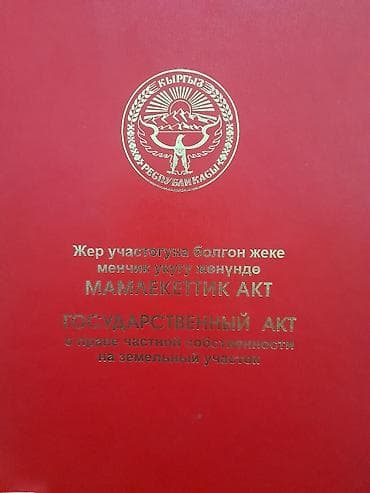 КЫРГЫЗ
РЕСПУБЛИКАСЫ
Жер участогуна болгон жеке
менчик укугу жөнүндө
МАМЛЕКЕТТИК АКТ
ГОСУДАРСТВЕННЫЙ АКТ
о праве частной собственности
на земельный участок